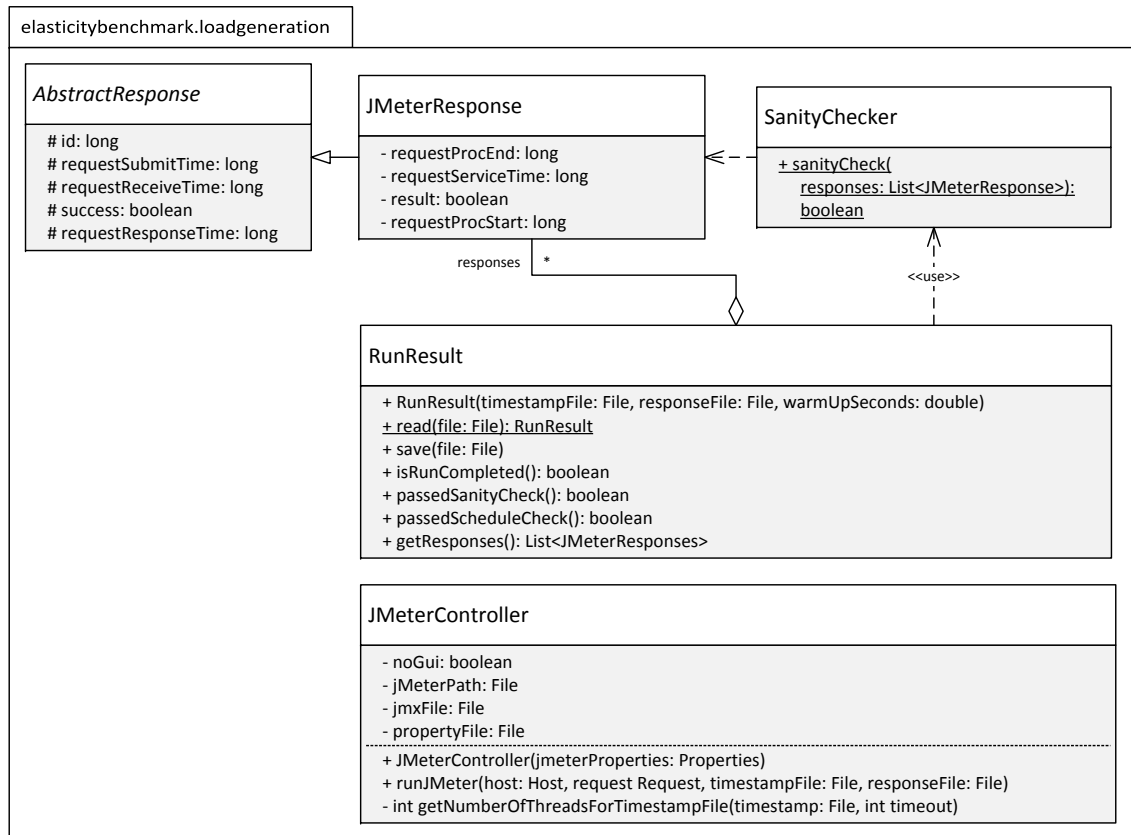 elasticitybenchmark.loadgeneration
AbstractResponse
# id: long
# requestSubmitTime: long
# requestReceiveTime: long
# success: boolean
# requestResponseTime: long
JMeterResponse
- requestProcEnd: long
- requestServiceTime: long
- result: boolean
- requestProcStart: long
SanityChecker
+ sanityCheck(
responses: List<JMeterResponse>):
boolean
responses *
<<use>>
RunResult
+ RunResult(timestampFile: File, responseFile: File, warmUpSeconds: double)
+ read(file: File): RunResult
+ save(file: File)
+ isRunCompleted(): boolean
+ passedSanityCheck(): boolean
+ passedScheduleCheck(): boolean
+ getResponses(): List<JMeterResponses>
JMeterController
- noGui: boolean
- jMeterPath: File
- jmxFile: File
- propertyFile: File
+ JMeterController(jmeterProperties: Properties)
+ runJMeter(host: Host, request Request, timestampFile: File, responseFile: File)
- int getNumberOfThreadsForTimestampFile(timestamp: File, int timeout)